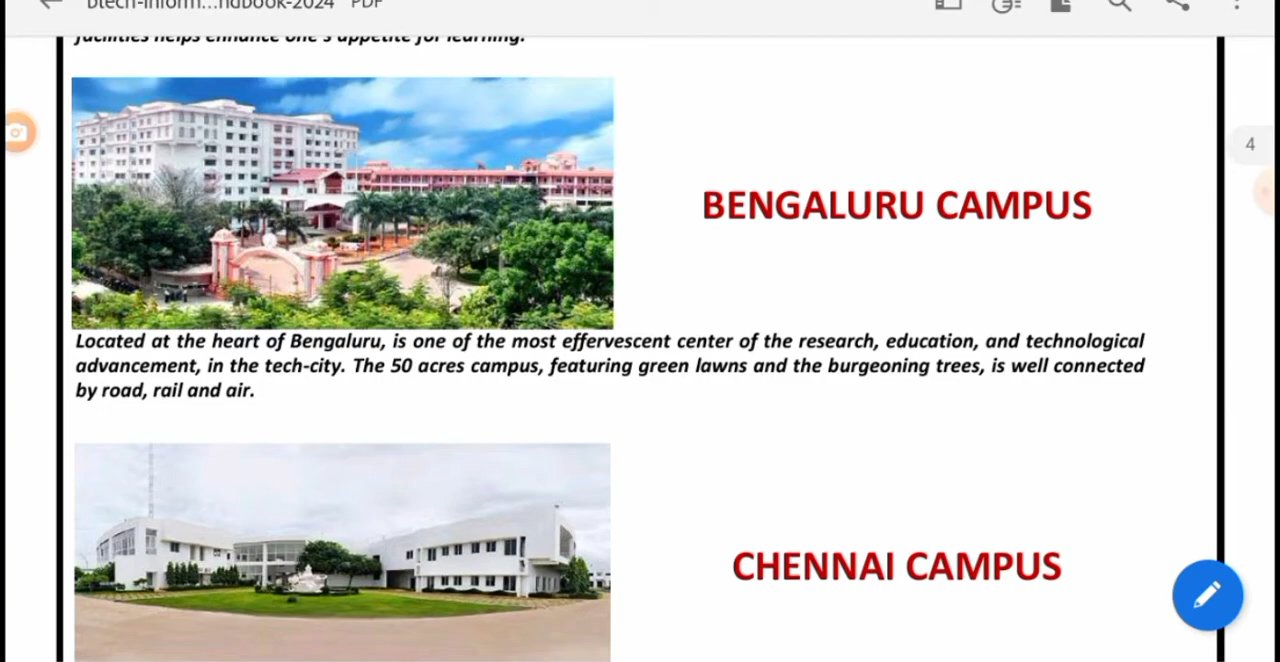 btech-inform...ndbook-2024 PDF
facilities helps enhance one's appetite for learning.
4
BENGALURU CAMPUS
Located at the heart of Bengaluru, is one of the most effervescent center of the research, education, and technological
advancement, in the tech-city. The 50 acres campus, featuring green lawns and the burgeoning trees, is well connected
by road, rail and air.
CHENNAI CAMPUS